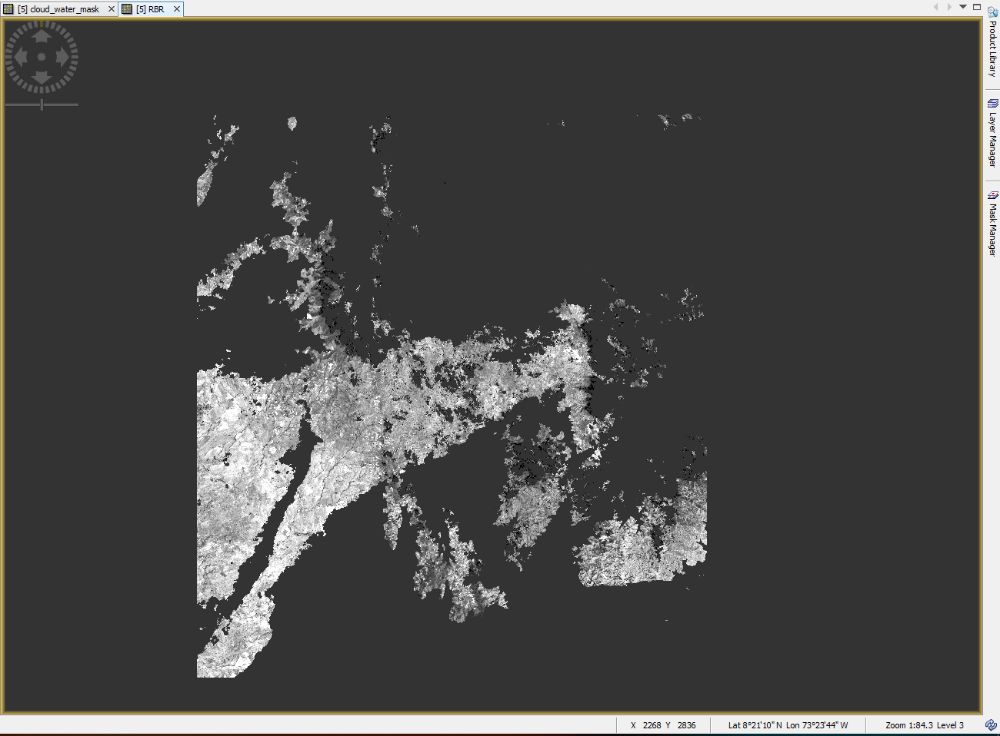 [5] cloud_water_mask
[5] RBR
Product Library
Layer Manager
Mask Manager
X 2268 Y 2836
Lat 8°21'10" N Lon 73°23'44" W
Zoom 1:84.3 Level 3